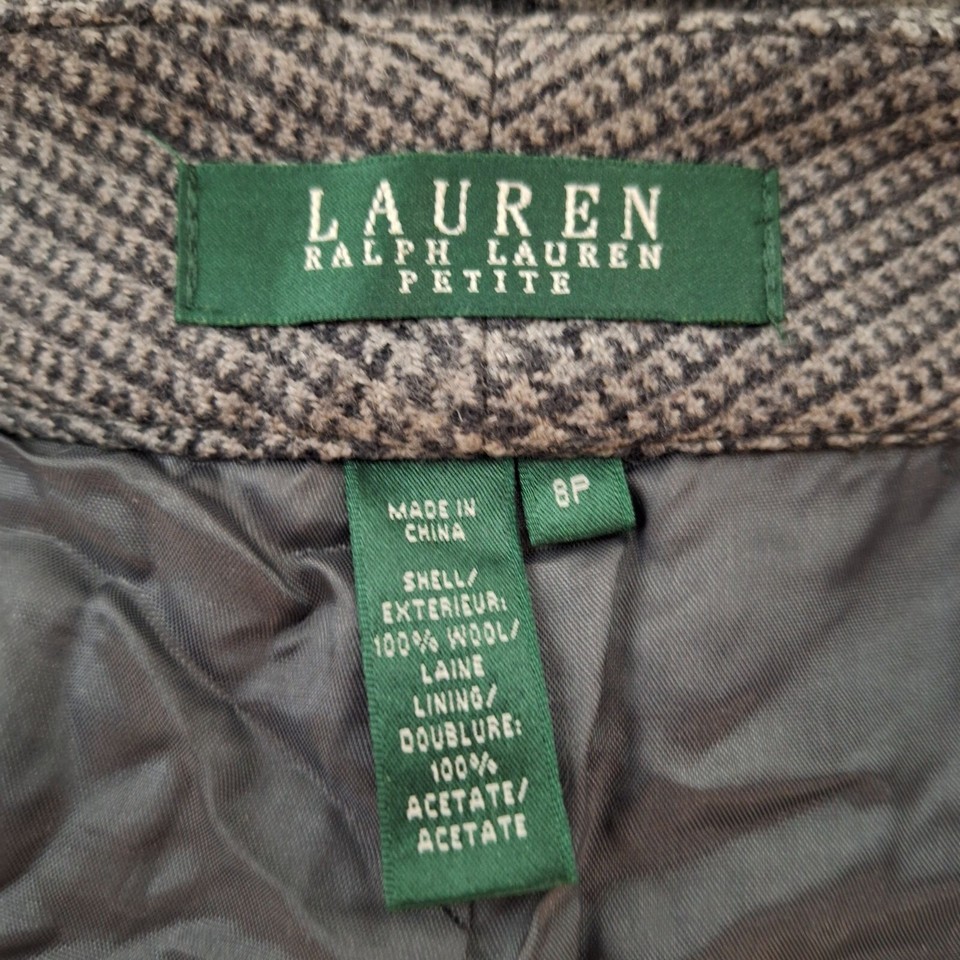 LAUREN
RALPH LAUREN
PETITE
MADE IN
CHINA
SHELL/
EXTERIEUR:
100% WOOL/
LAINE
LINING/
DOUBLURE:
100%
ACETATE/
ACETATE
8P